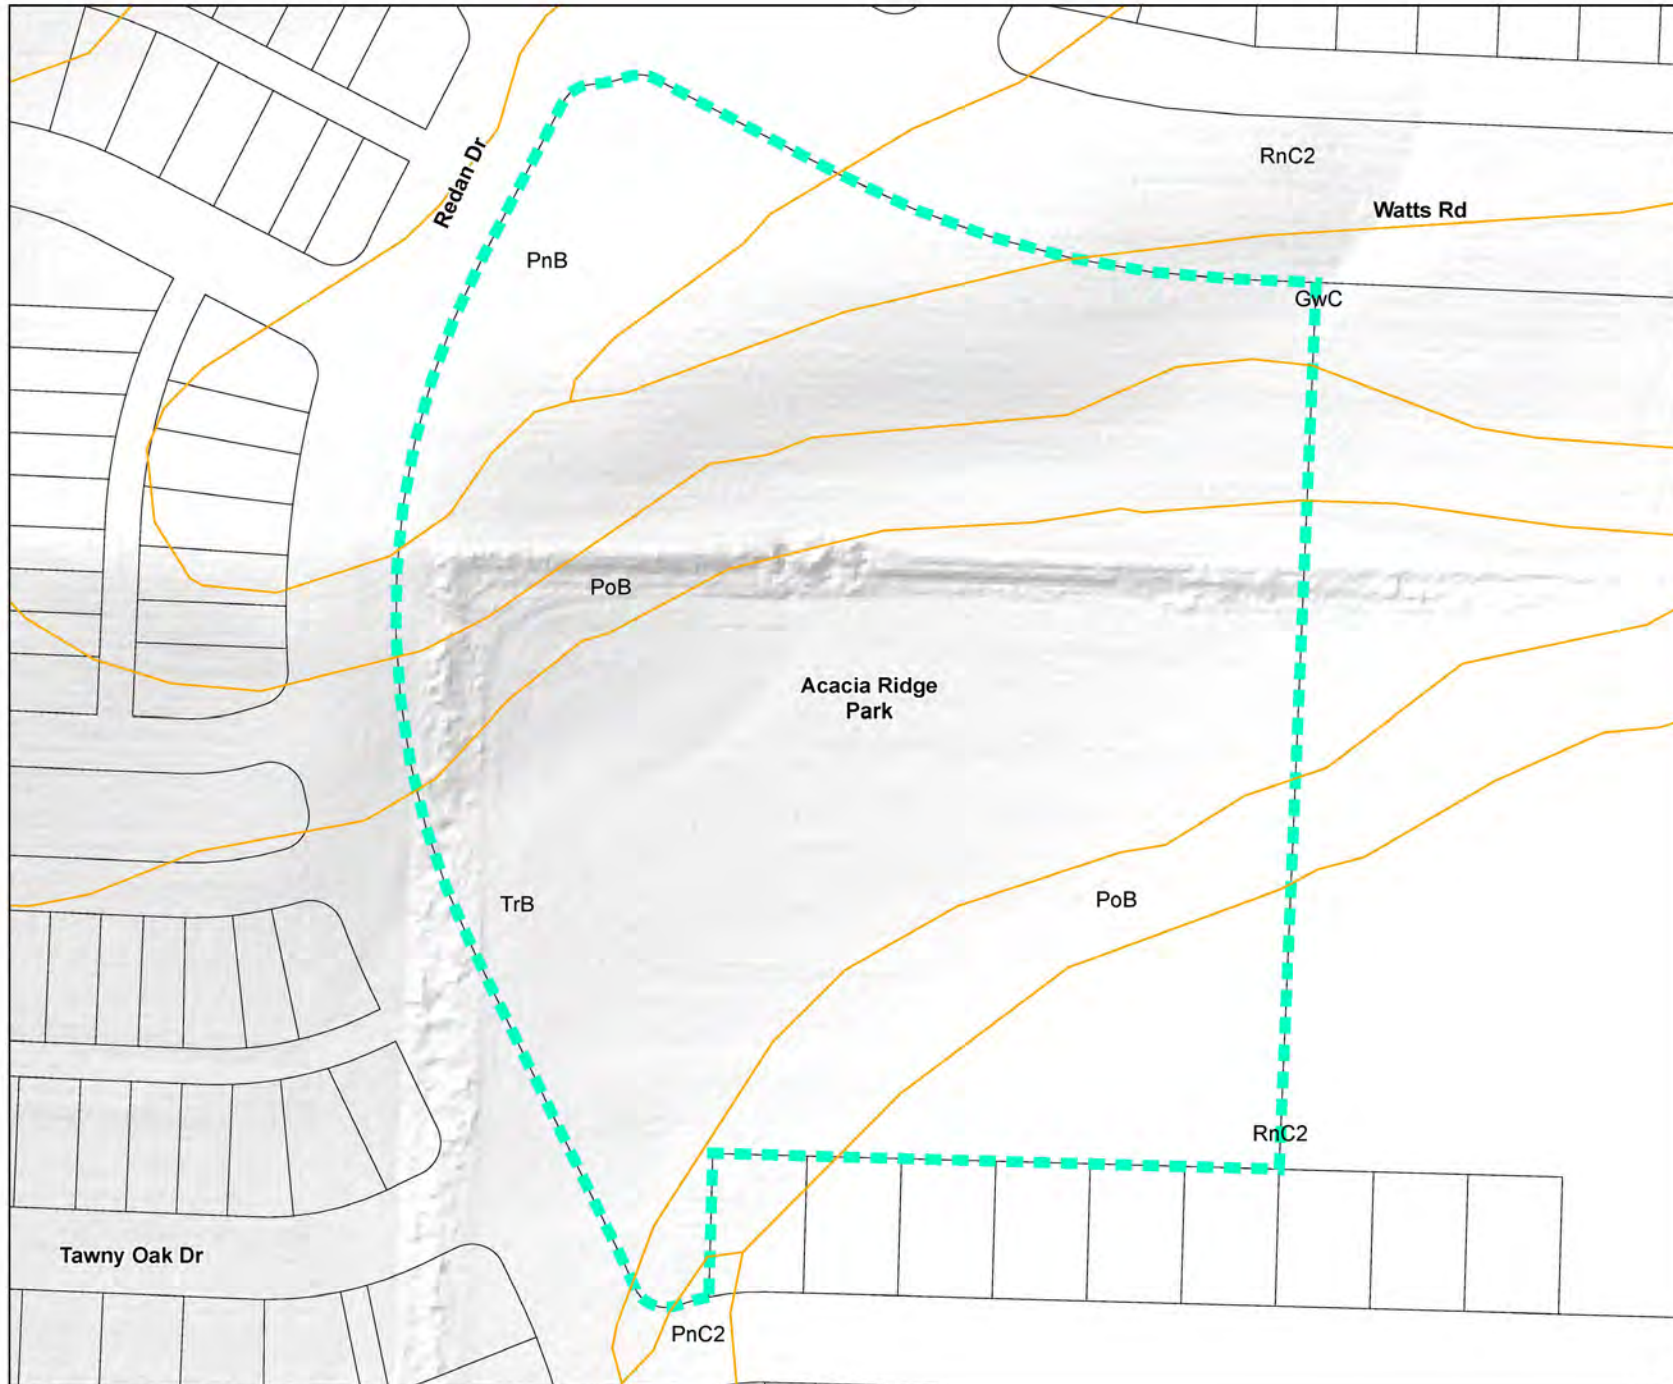 RnC2
Redan Dr
Watts Rd
PnB
GwC
PoB
Acacia Ridge
Park
TrB
PoB
RnC2
Tawny Oak Dr
PnC2